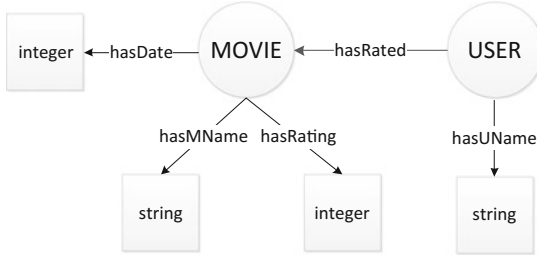 integer
hasDate
MOVIE
hasRated
USER
hasMName
hasRating
hasUName
string
integer
string